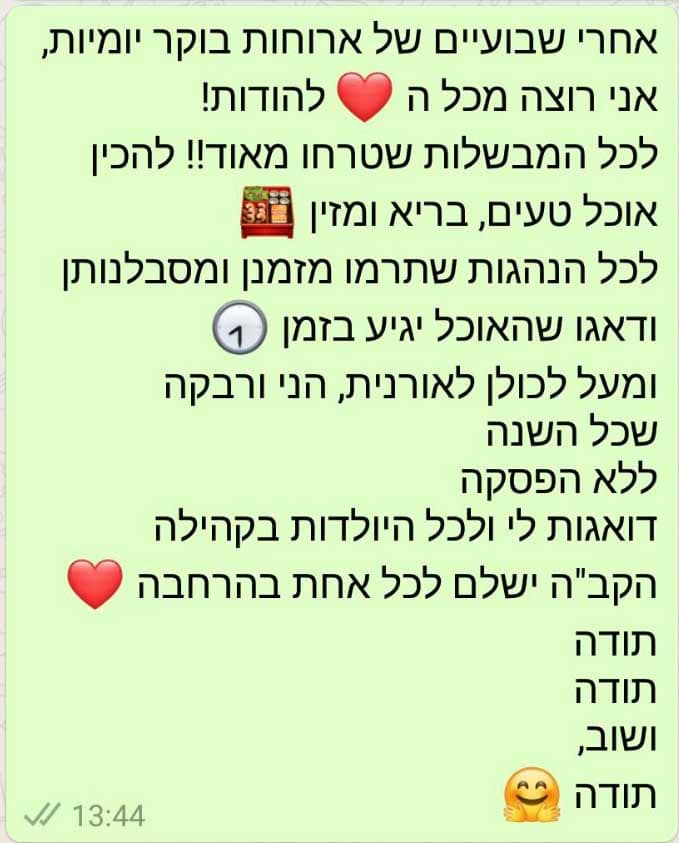 אחרי שבועיים של ארוחות בוקר יומיות,
אני רוצה מכל ה ❤️ להודות!
לכל המבשלות שטרחו מאוד!! להכין
אוכל טעים, בריא ומזין 🍱
לכל הנהגות שתרמו מזמנן ומסבלנותן
ודאגו שהאוכל יגיע בזמן 🕢
ומעל לכולן לאורנית, הני ורבקה
שכל השנה
ללא הפסקה
דואגות לי ולכל היולדות בקהילה
הקב"ה ישלם לכל אחת בהרחבה ❤️
תודה
תודה
ושוב,
תודה 🤗
13:44